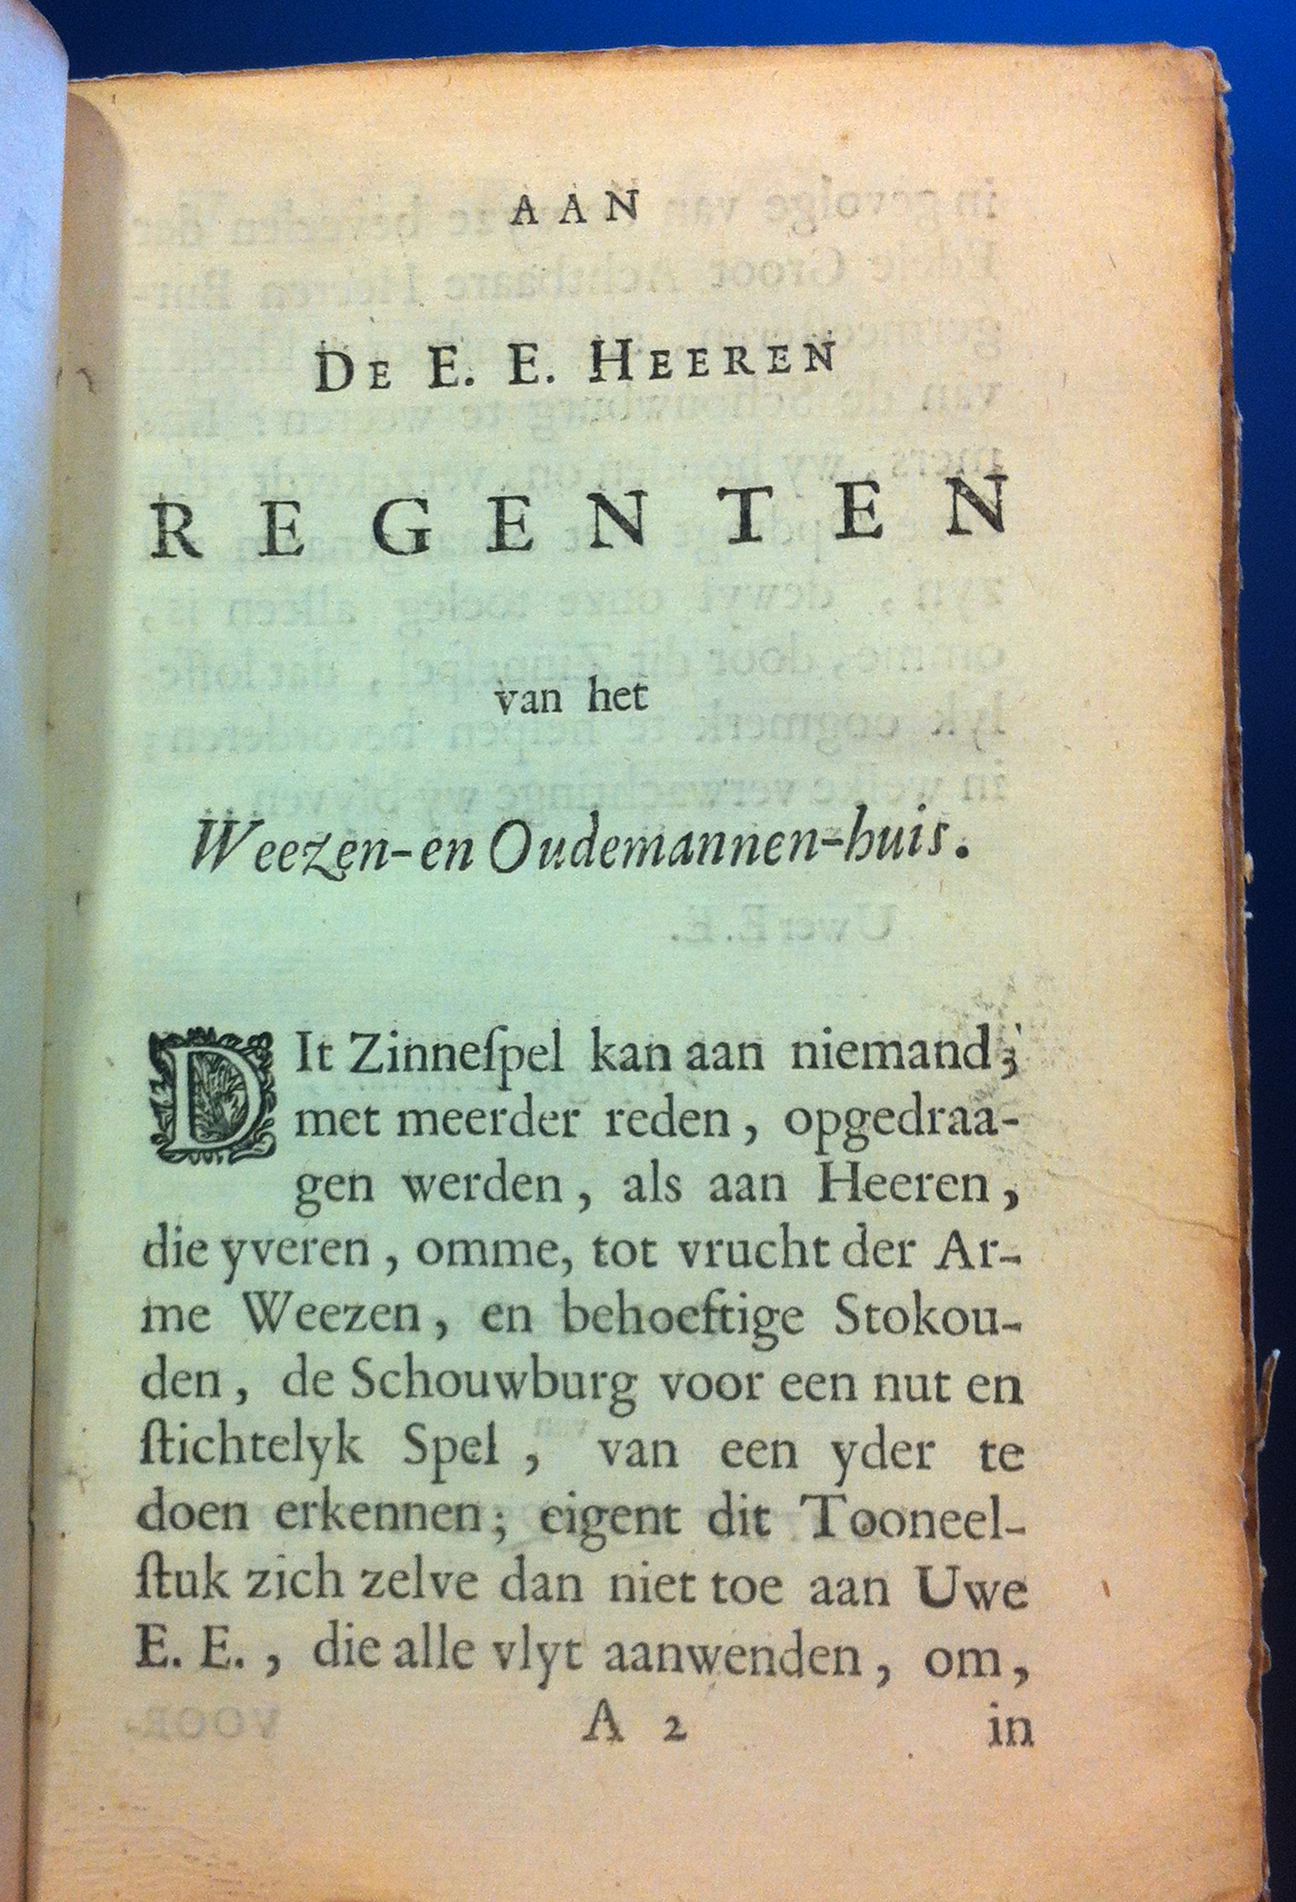 AAN
DE E. E. HEEREN
REGENTEN
van het
Weezen-en Oudemannen-huis.
DIt Zinneſpel kan aan niemand,
met meerder reden, opgedraa-
gen werden, als aan Heeren,
die yveren, omme, tot vrucht der Ar-
me Weezen, en behoeftige Stokou-
den, de Schouwburg voor een nut en
ſtichtelyk Spel, van een yder te
doen erkennen; eigent dit Tooneel-
ſtuk zich zelve dan niet toe aan Uwe
E. E., die alle vlyt aanwenden, om,
A 2 in